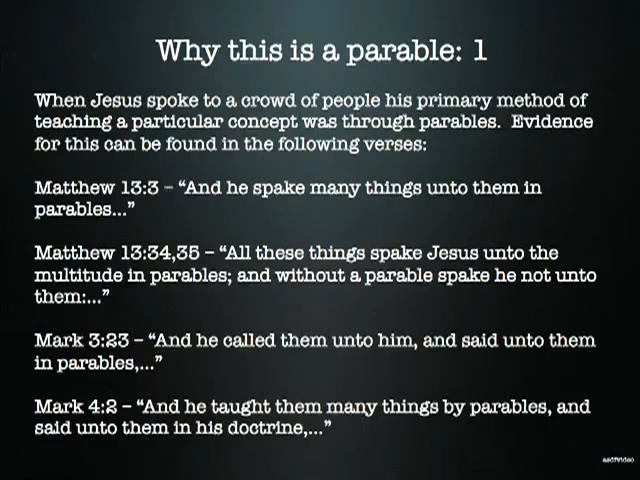 Why this is a parable: 1
When Jesus spoke to a crowd of people his primary method of
teaching a particular concept was through parables.  Evidence
for this can be found in the following verses:
Matthew 13:3 – “And he spake many things unto them in
parables...”
Matthew 13:34,35 – “All these things spake Jesus unto the
multitude in parables; and without a parable spake he not unto
them:...”
Mark 3:23 – “And he called them unto him, and said unto them
in parables,...”
Mark 4:2 – “And he taught them many things by parables, and
said unto them in his doctrine,...”
asdfvideo